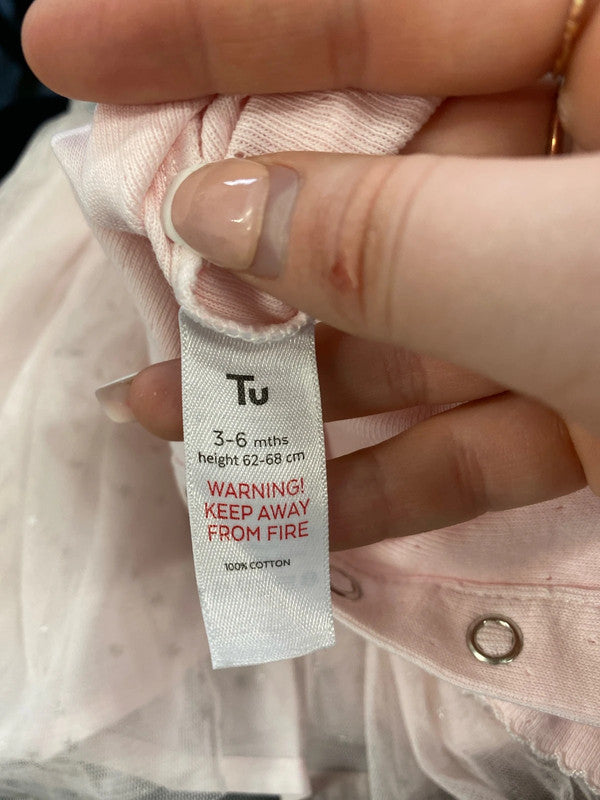 Tu
3-6 mths
height 62-68 cm
WARNING!
KEEP AWAY
FROM FIRE
100% COTTON